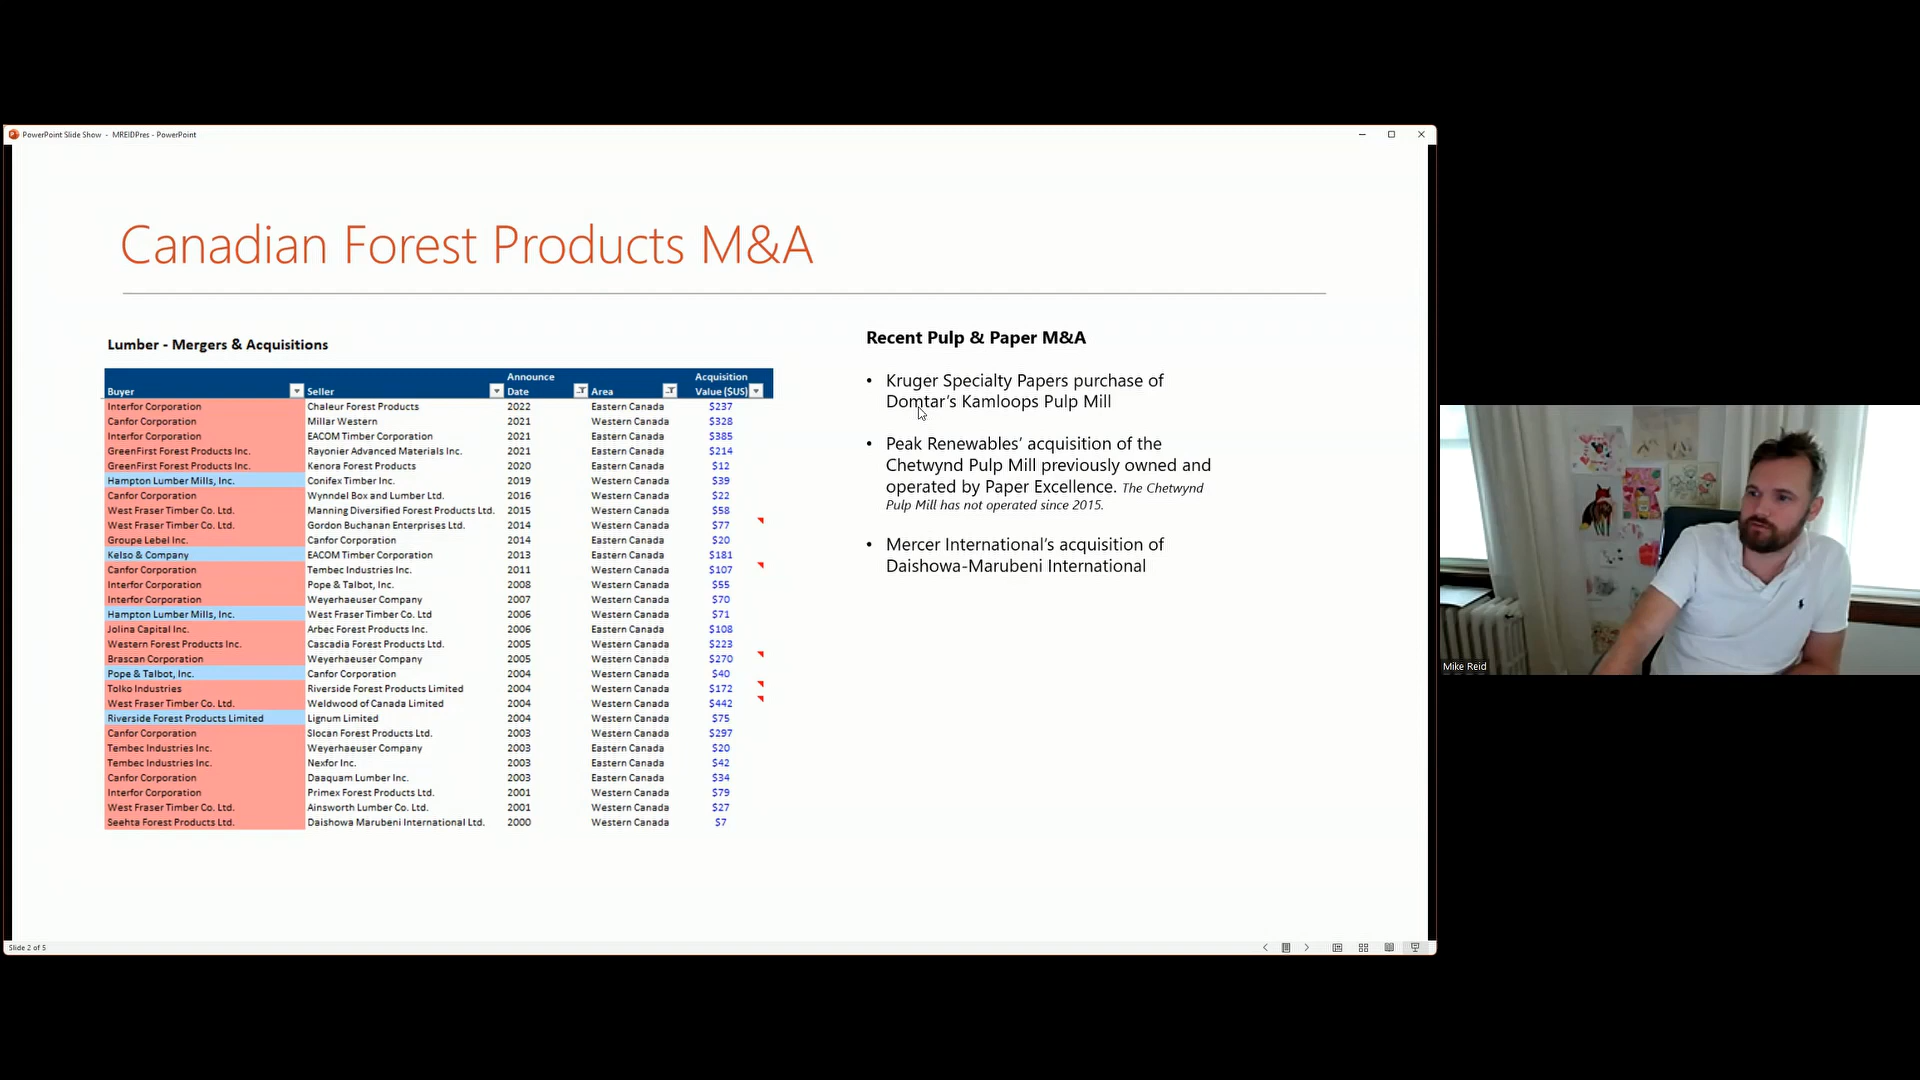 PowerPoint Slide Show - MREIDPres - PowerPoint
Canadian Forest Products M&A
Lumber - Mergers & Acquisitions
Buyer Seller Announce Date Area Acquisition Value ($US)
Interfor Corporation Chaleur Forest Products 2022 Eastern Canada $237
Canfor Corporation Millar Western 2021 Western Canada $328
Interfor Corporation EACOM Timber Corporation 2021 Eastern Canada $385
GreenFirst Forest Products Inc. Rayonier Advanced Materials Inc. 2021 Eastern Canada $214
GreenFirst Forest Products Inc. Kenora Forest Products 2020 Eastern Canada $12
Hampton Lumber Mills, Inc. Conifex Timber Inc. 2019 Western Canada $39
Canfor Corporation Wynndel Box and Lumber Ltd. 2016 Western Canada $22
West Fraser Timber Co. Ltd. Manning Diversified Forest Products Ltd. 2015 Western Canada $58
West Fraser Timber Co. Ltd. Gordon Buchanan Enterprises Ltd. 2014 Western Canada $77
Groupe Lebel Inc. Canfor Corporation 2014 Eastern Canada $20
Kelso & Company EACOM Timber Corporation 2013 Eastern Canada $181
Canfor Corporation Tembec Industries Inc. 2011 Western Canada $107
Interfor Corporation Pope & Talbot, Inc. 2008 Western Canada $55
Interfor Corporation Weyerhaeuser Company 2007 Western Canada $70
Hampton Lumber Mills, Inc. West Fraser Timber Co. Ltd 2006 Western Canada $71
Jolina Capital Inc. Arbec Forest Products Inc. 2006 Eastern Canada $108
Western Forest Products Inc. Cascadia Forest Products Ltd. 2005 Western Canada $223
Brascan Corporation Weyerhaeuser Company 2005 Western Canada $270
Pope & Talbot, Inc. Canfor Corporation 2004 Western Canada $40
Tolko Industries Riverside Forest Products Limited 2004 Western Canada $172
West Fraser Timber Co. Ltd. Weldwood of Canada Limited 2004 Western Canada $442
Riverside Forest Products Limited Lignum Limited 2004 Western Canada $75
Canfor Corporation Slocan Forest Products Ltd. 2003 Western Canada $297
Tembec Industries Inc. Weyerhaeuser Company 2003 Eastern Canada $20
Tembec Industries Inc. Nexfor Inc. 2003 Eastern Canada $42
Canfor Corporation Daaquam Lumber Inc. 2003 Eastern Canada $34
Interfor Corporation Primex Forest Products Ltd. 2001 Western Canada $79
West Fraser Timber Co. Ltd. Ainsworth Lumber Co. Ltd. 2001 Western Canada $27
Seehta Forest Products Ltd. Daishowa Marubeni International Ltd. 2000 Western Canada $7
Recent Pulp & Paper M&A
• Kruger Specialty Papers purchase of
Domtar's Kamloops Pulp Mill
• Peak Renewables' acquisition of the
Chetwynd Pulp Mill previously owned and
operated by Paper Excellence. The Chetwynd
Pulp Mill has not operated since 2015.
• Mercer International's acquisition of
Daishowa-Marubeni International
Mike Reid
Slide 2 of 5